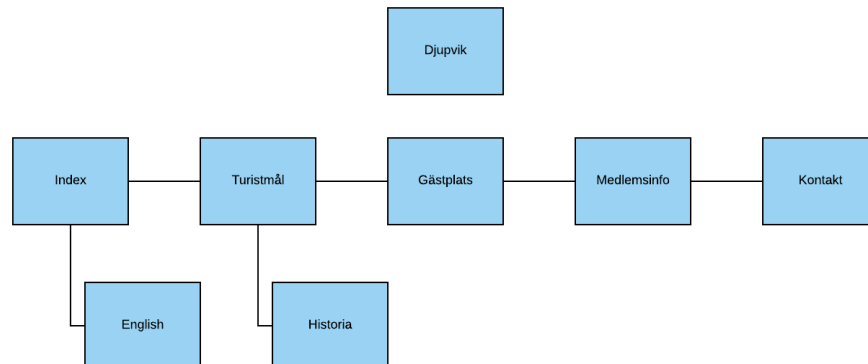 Djupvik
Index
Turistmål
Gästplats
Medlemsinfo
Kontakt
English
Historia